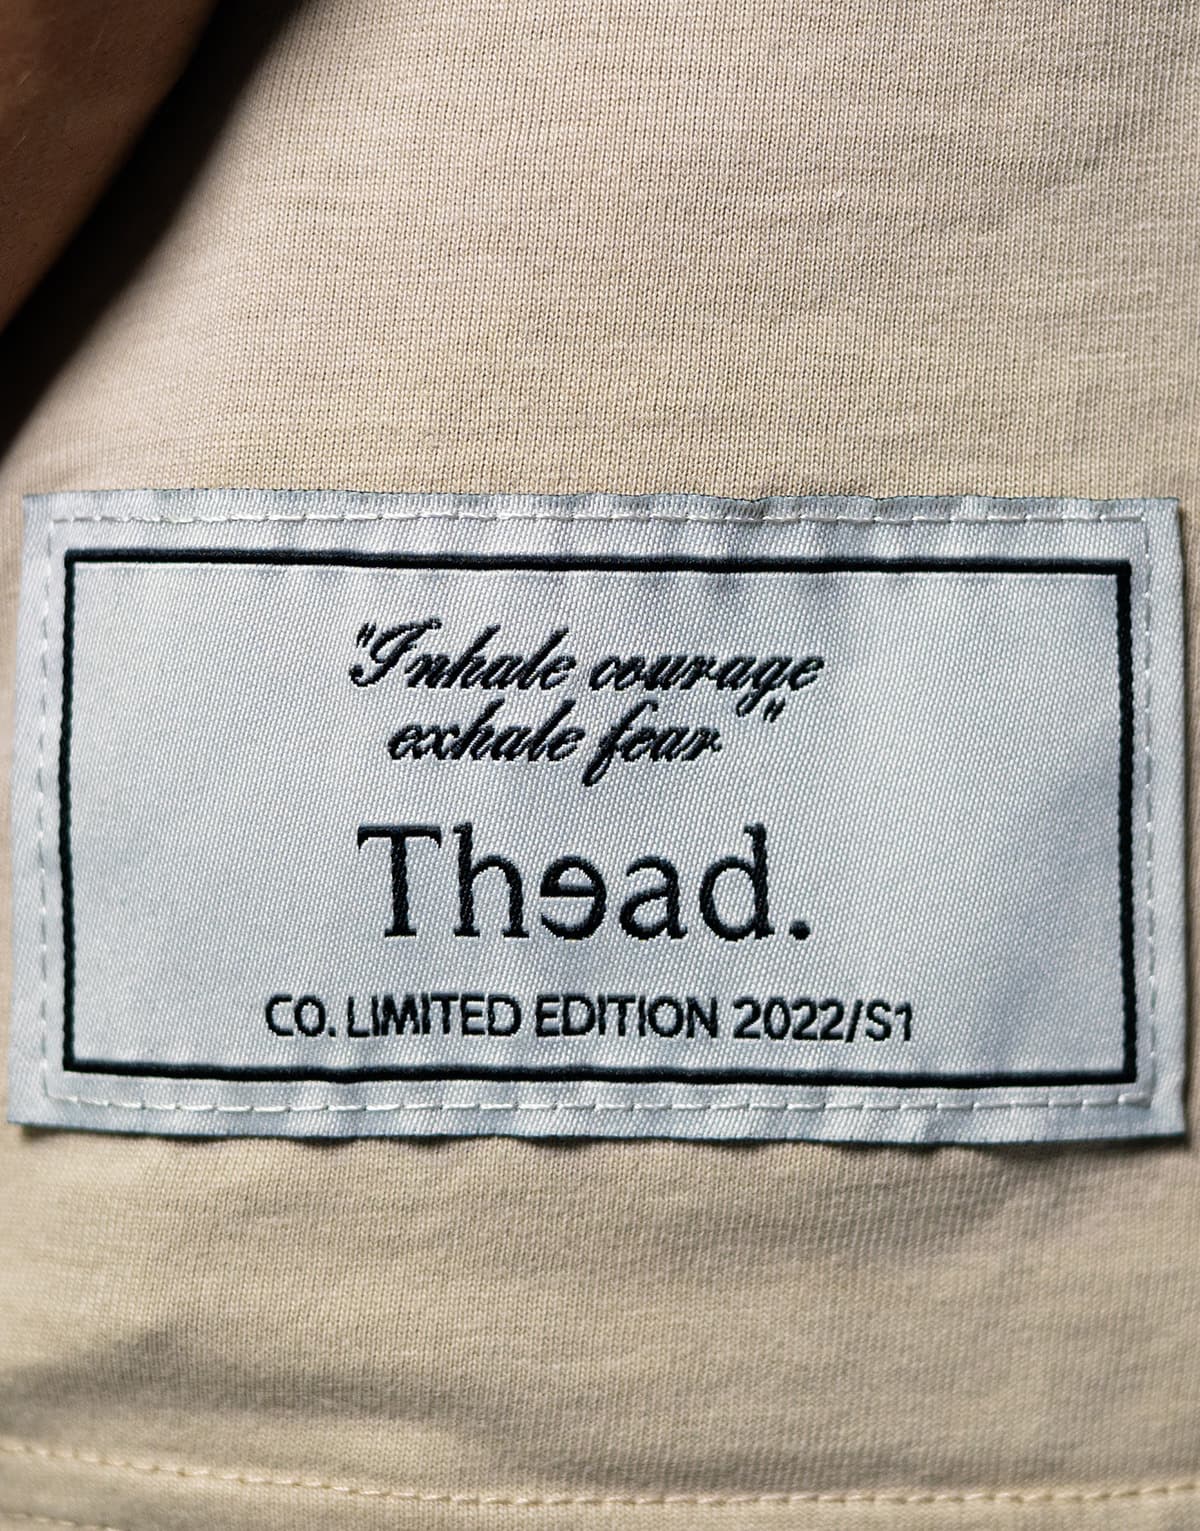 "Inhale courage
exhale fear"
Thead.
CO. LIMITED EDITION 2022/S1